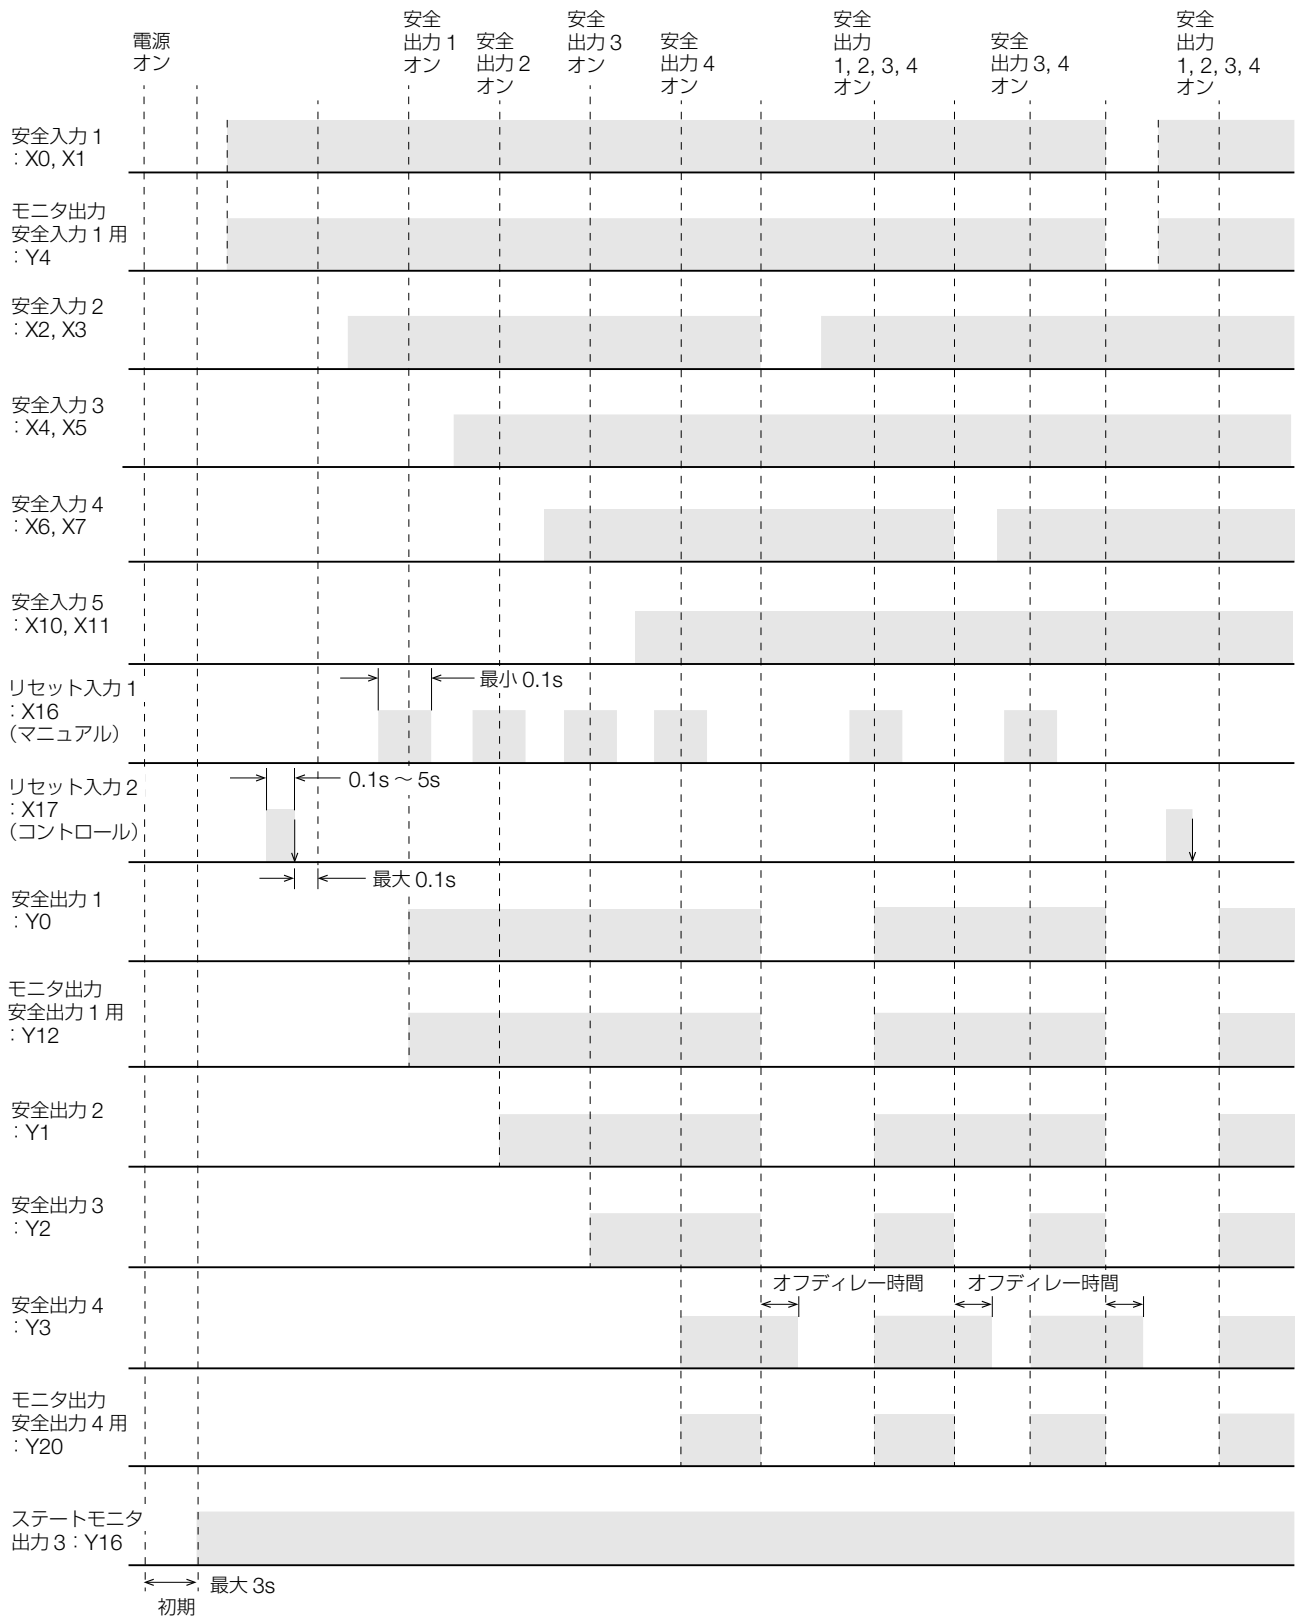 電源
オン
安全
出力 1
オン
安全
出力 2
オン
安全
出力 3
オン
安全
出力 4
オン
安全
出力
1, 2, 3, 4
オン
安全
出力 3, 4
オン
安全
出力
1, 2, 3, 4
オン
安全入力 1
：X0, X1
モニタ出力
安全入力 1 用
：Y4
安全入力 2
：X2, X3
安全入力 3
：X4, X5
安全入力 4
：X6, X7
安全入力 5
：X10, X11
リセット入力 1
：X16
（マニュアル）
最小 0.1s
リセット入力 2
：X17
（コントロール）
0.1s ～ 5s
最大 0.1s
安全出力 1
：Y0
モニタ出力
安全出力 1 用
：Y12
安全出力 2
：Y1
安全出力 3
：Y2
オフディレー時間
オフディレー時間
安全出力 4
：Y3
モニタ出力
安全出力 4 用
：Y20
ステートモニタ
出力 3：Y16
最大 3s
初期